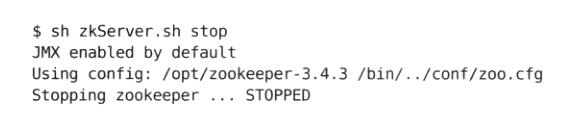 $ sh zkServer.sh stop
JMX enabled by default
Using config: /opt/zookeeper-3.4.3 /bin/../conf/zoo.cfg
Stopping zookeeper ... STOPPED